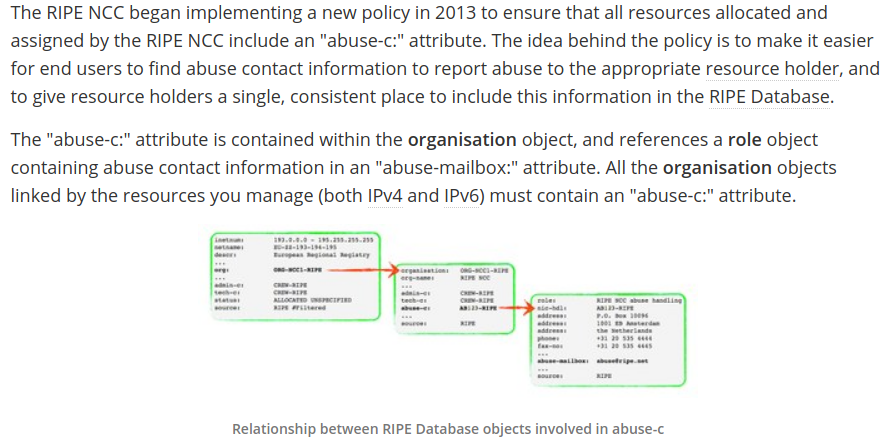 The RIPE NCC began implementing a new policy in 2013 to ensure that all resources allocated and
assigned by the RIPE NCC include an "abuse-c:" attribute. The idea behind the policy is to make it easier
for end users to find abuse contact information to report abuse to the appropriate resource holder, and
to give resource holders a single, consistent place to include this information in the RIPE Database.
The "abuse-c:" attribute is contained within the organisation object, and references a role object
containing abuse contact information in an "abuse-mailbox:" attribute. All the organisation objects
linked by the resources you manage (both IPv4 and IPv6) must contain an "abuse-c:" attribute.
inetnum: 193.0.0.0 - 195.255.255.255
netname: EU-ZZ-193-194-195
descr: European Regional Registry
...
org: ORG-NCC1-RIPE
...
admin-c: CREW-RIPE
tech-c: CREW-RIPE
status: ALLOCATED UNSPECIFIED
source: RIPE #Filtered
organisation: ORG-NCC1-RIPE
org-name: RIPE NCC
...
admin-c: CREW-RIPE
tech-c: CREW-RIPE
abuse-c: AR123-RIPE
...
source: RIPE
role: RIPE NCC abuse handling
nic-hdl: AR123-RIPE
address: P.O. Box 10096
address: 1001 EB Amsterdam
address: the Netherlands
phone: +31 20 535 4444
fax-no: +31 20 535 4445
...
abuse-mailbox: abuse@ripe.net
...
source: RIPE
Relationship between RIPE Database objects involved in abuse-c